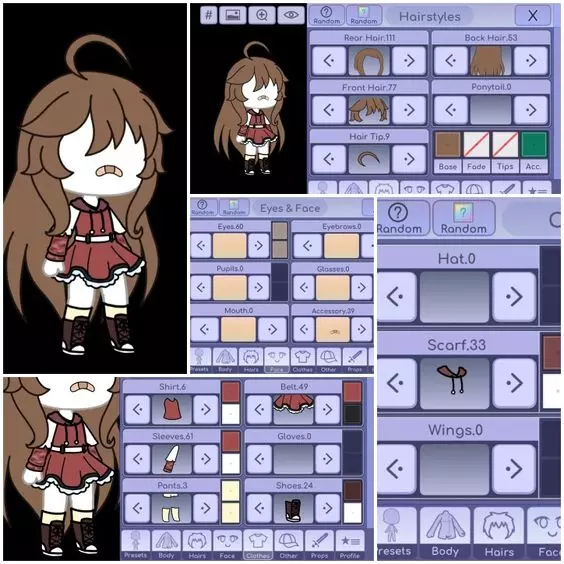 #
Random
Random
Hairstyles
X
Rear Hair.111
Back Hair.53
Front Hair.77
Ponytail.0
Hair Tip.9
Base
Fade
Tips
Acc.
Random
Random
Eyes & Face
Eyes.60
Eyebrows.0
Pupils.0
Glasses.0
Mouth.0
Accessory.39
Presets
Body
Hairs
Face
Clothes
Other
Props
Random
Random
C
Hat.0
Scarf.33
Wings.0
resets
Body
Hairs
Face
Shirt.6
Belt.49
Sleeves.61
Gloves.0
Pants.3
Shoes.24
Presets
Body
Hairs
Face
Clothes
Other
Props
Profile